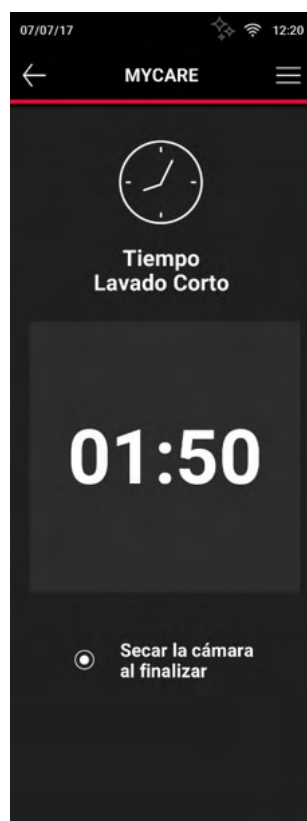 07/07/17 12:20
MYCARE
Tiempo
Lavado Corto
01:50
Secar la cámara
al finalizar